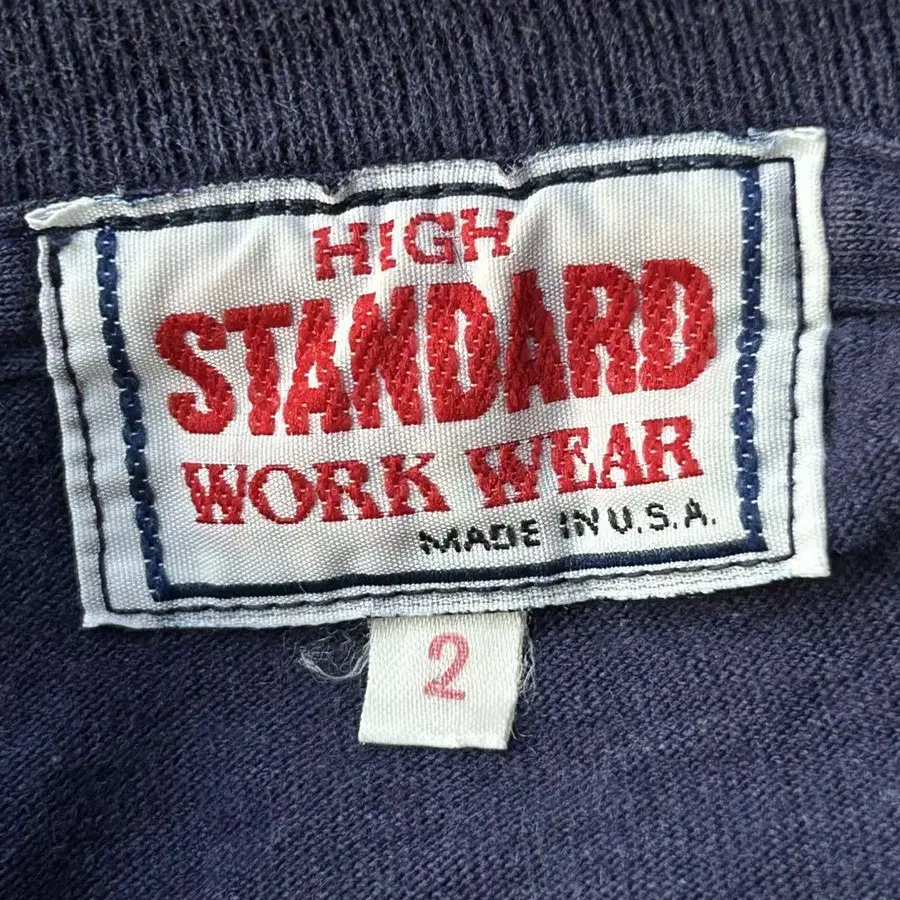 HIGH
STANDARD
WORK WEAR
MADE IN U.S.A.
2